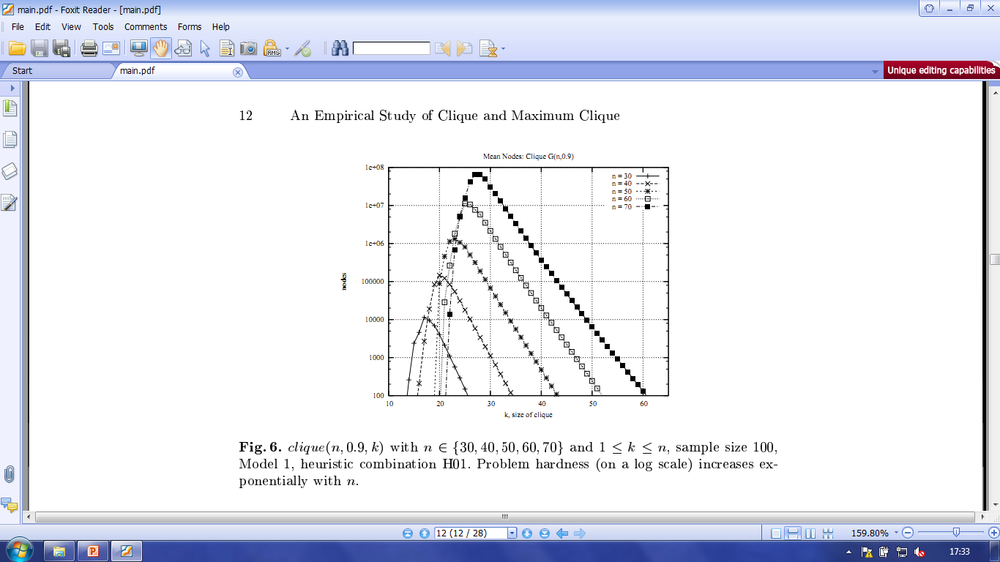 main.pdf - Foxit Reader - [main.pdf]
File Edit View Tools Comments Forms Help
RMS
Start main.pdf Unique editing capabilities
12 An Empirical Study of Clique and Maximum Clique
Mean Nodes: Clique G(n,0.9)
1e+08
1e+07
1e+06
100000
10000
1000
100
nodes
n = 30
n = 40
n = 50
n = 60
n = 70
10 20 30 40 50 60
k, size of clique
Fig. 6. clique(n, 0.9, k) with n ∈ {30, 40, 50, 60, 70} and 1 ≤ k ≤ n, sample size 100,
Model 1, heuristic combination H01. Problem hardness (on a log scale) increases ex-
ponentially with n.
12 (12 / 28) 159.80%
17:33